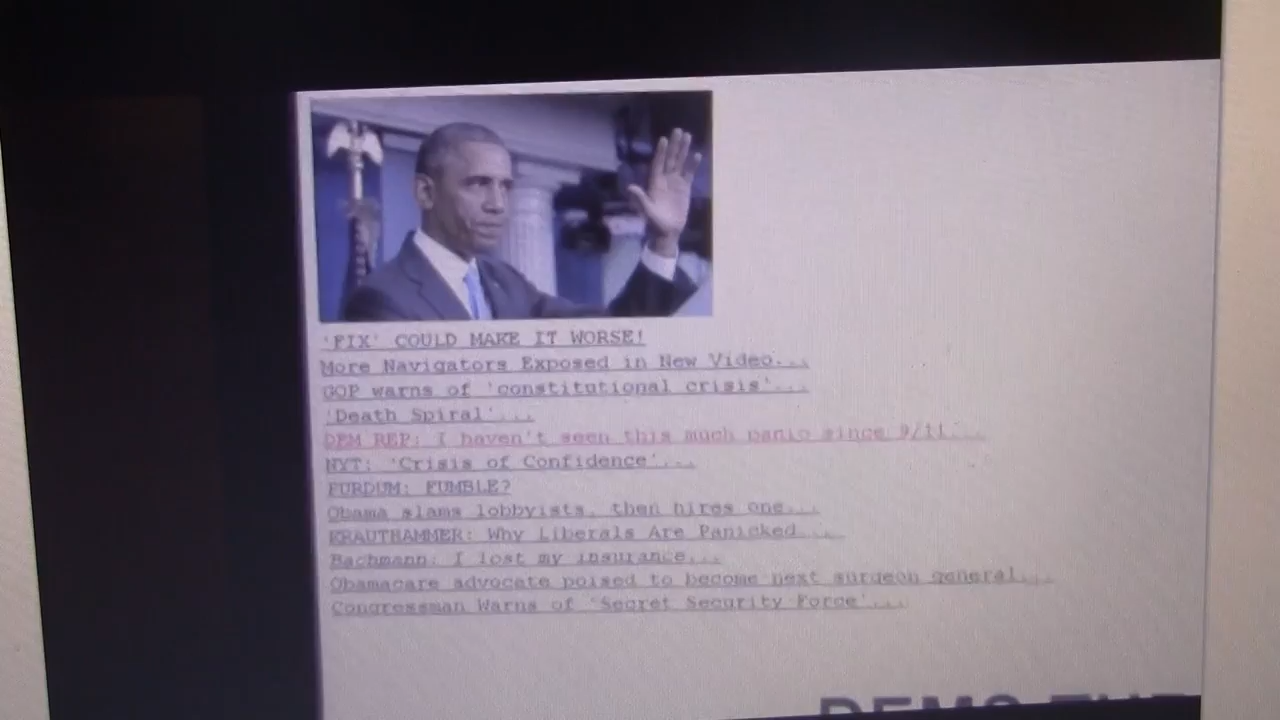 'FIX' COULD MAKE IT WORSE!
More Navigators Exposed in New Video...
GOP warns of 'constitutional crisis'...
'Death Spiral'...
DEM REP: I haven't seen this much panic since 9/11...
NYT: 'Crisis of Confidence'...
PURDUM: FUMBLE?
Obama slams lobbyists, then hires one...
KRAUTHAMMER: Why Liberals Are Panicked...
Bachmann: I lost my insurance...
Obamacare advocate poised to become next surgeon general...
Congressman Warns of 'Secret Security Force'...
DEMS